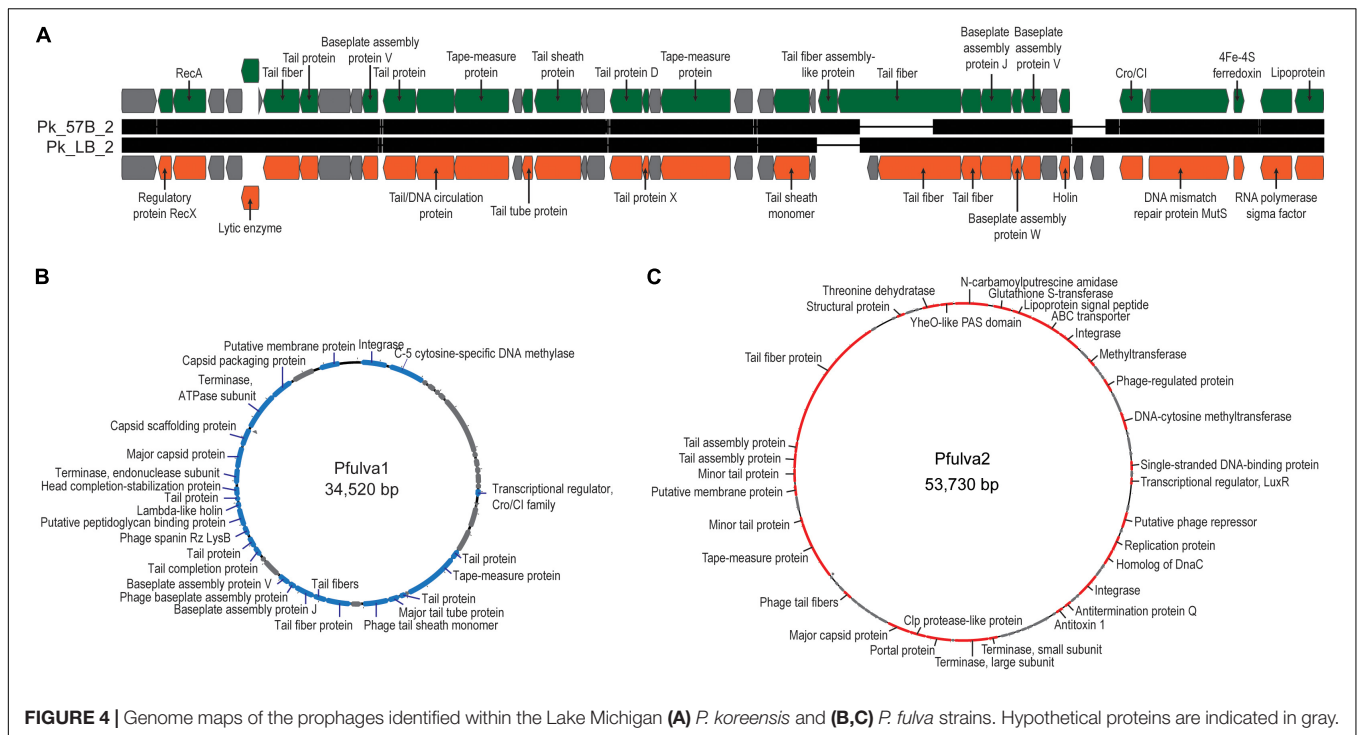 A
RecA
Tail fiber
Tail protein
Baseplate assembly
protein V
Tail protein
Tape-measure
protein
Tail sheath
protein
Tail protein D
Tape-measure
protein
Tail fiber assembly-
like protein
Tail fiber
Baseplate
assembly
protein J
Baseplate
assembly
protein V
Cro/CI
4Fe-4S
ferredoxin
Lipoprotein
Pk_57B_2
Pk_LB_2
Regulatory
protein RecX
Lytic enzyme
Tail/DNA circulation
protein
Tail tube protein
Tail protein X
Tail sheath
monomer
Tail fiber
Tail fiber
Baseplate assembly
protein W
Holin
DNA mismatch
repair protein MutS
RNA polymerase
sigma factor
B
Putative membrane protein
Integrase
C-5 cytosine-specific DNA methylase
Capsid packaging protein
Terminase,
ATPase subunit
Capsid scaffolding protein
Major capsid protein
Terminase, endonuclease subunit
Head completion-stabilization protein
Tail protein
Lambda-like holin
Putative peptidoglycan binding protein
Phage spanin Rz LysB
Tail protein
Tail completion protein
Baseplate assembly protein V
Phage baseplate assembly protein
Baseplate assembly protein J
Tail fibers
Tail fiber protein
Phage tail sheath monomer
Major tail tube protein
Tail protein
Tape-measure protein
Tail protein
Transcriptional regulator,
Cro/CI family
Pfulva1
34,520 bp
C
N-carbamoylputrescine amidase
Threonine dehydratase
Glutathione S-transferase
Structural protein
Lipoprotein signal peptide
YheO-like PAS domain
ABC transporter
Integrase
Methyltransferase
Phage-regulated protein
DNA-cytosine methyltransferase
Single-stranded DNA-binding protein
Transcriptional regulator, LuxR
Putative phage repressor
Replication protein
Homolog of DnaC
Integrase
Antitermination protein Q
Antitoxin 1
Terminase, small subunit
Terminase, large subunit
Portal protein
Clp protease-like protein
Major capsid protein
Phage tail fibers
Tape-measure protein
Minor tail protein
Putative membrane protein
Minor tail protein
Tail assembly protein
Tail assembly protein
Tail fiber protein
Pfulva2
53,730 bp
FIGURE 4 | Genome maps of the prophages identified within the Lake Michigan (A) P. koreensis and (B,C) P. fulva strains. Hypothetical proteins are indicated in gray.